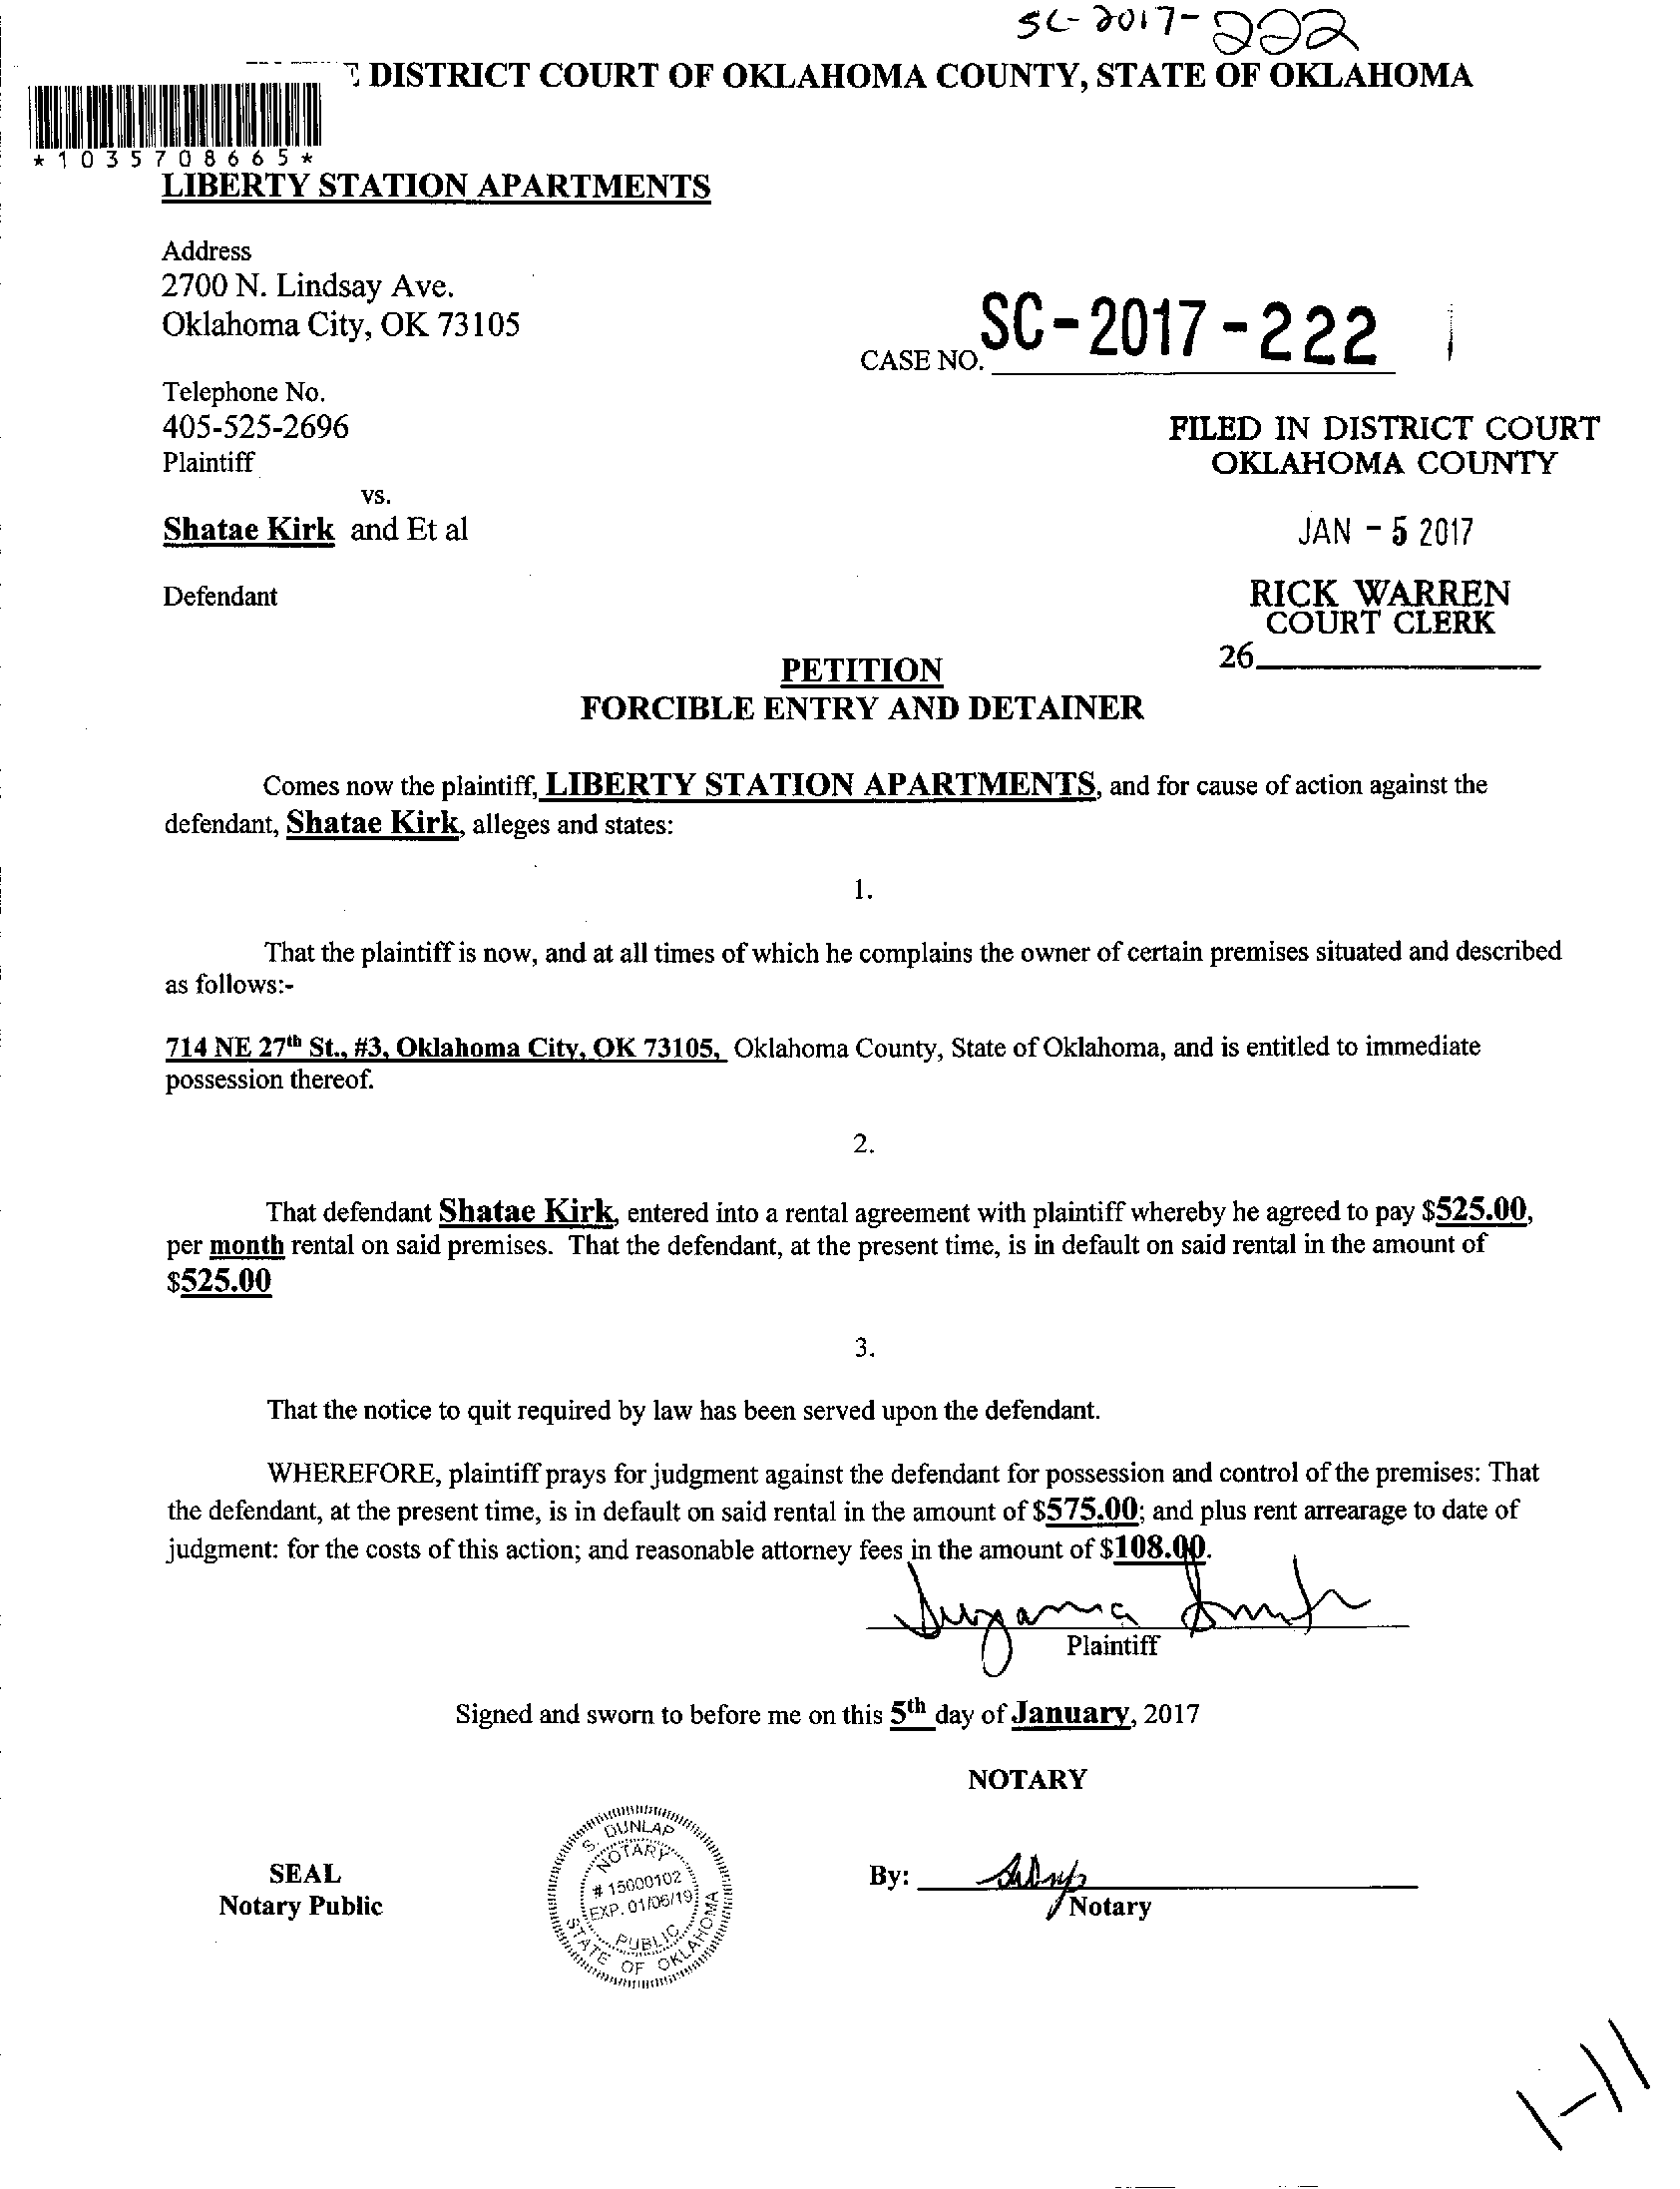 SC-2017-222
DISTRICT COURT OF OKLAHOMA COUNTY, STATE OF OKLAHOMA
*1035708665*
LIBERTY STATION APARTMENTS
Address
2700 N. Lindsay Ave.
Oklahoma City, OK 73105
CASE NO. SC-2017-222
Telephone No.
405-525-2696
Plaintiff
FILED IN DISTRICT COURT
OKLAHOMA COUNTY
vs.
Shatae Kirk and Et al
JAN - 5 2017
Defendant
RICK WARREN
COURT CLERK
26
PETITION
FORCIBLE ENTRY AND DETAINER
Comes now the plaintiff, LIBERTY STATION APARTMENTS, and for cause of action against the
defendant, Shatae Kirk, alleges and states:
1.
That the plaintiff is now, and at all times of which he complains the owner of certain premises situated and described
as follows:-
714 NE 27th St., #3, Oklahoma City, OK 73105, Oklahoma County, State of Oklahoma, and is entitled to immediate
possession thereof.
2.
That defendant Shatae Kirk, entered into a rental agreement with plaintiff whereby he agreed to pay $525.00,
per month rental on said premises. That the defendant, at the present time, is in default on said rental in the amount of
$525.00
3.
That the notice to quit required by law has been served upon the defendant.
WHEREFORE, plaintiff prays for judgment against the defendant for possession and control of the premises: That
the defendant, at the present time, is in default on said rental in the amount of $575.00; and plus rent arrearage to date of
judgment: for the costs of this action; and reasonable attorney fees in the amount of $108.00.
Plaintiff
Signed and sworn to before me on this 5th day of January, 2017
NOTARY
S. DUNLAP
NOTARY
# 15000102
EXP. 01/06/19
PUBLIC
STATE OF OKLAHOMA
SEAL
Notary Public
By:
Notary
1-11